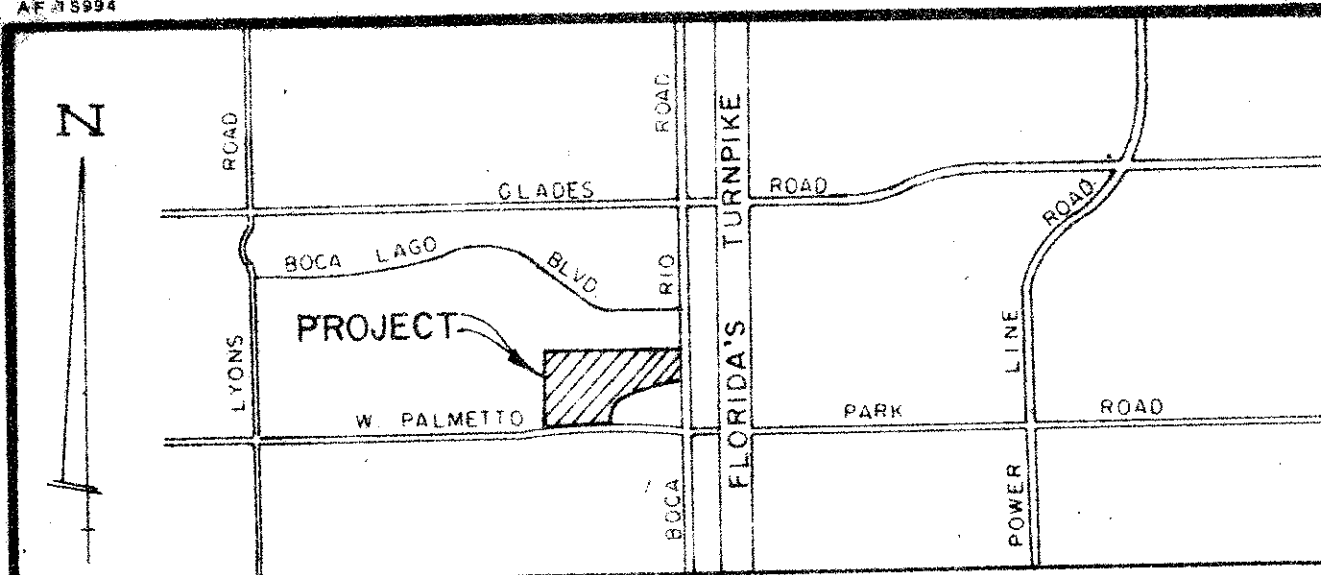 AF 15994
N
LYONS ROAD
GLADES ROAD
BOCA RIO ROAD
FLORIDA'S TURNPIKE
BOCA LAGO BLVD.
PROJECT
W. PALMETTO PARK ROAD
POWER LINE ROAD